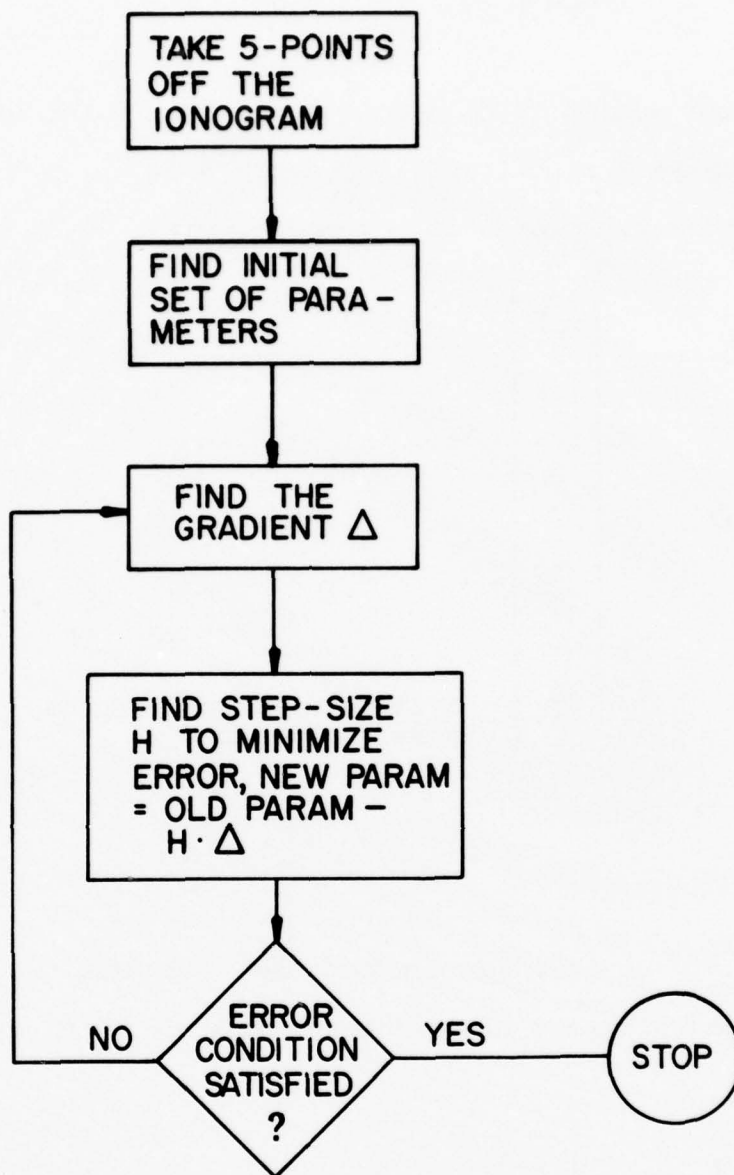 TAKE 5-POINTS
OFF THE
IONOGRAM
FIND INITIAL
SET OF PARA-
METERS
FIND THE
GRADIENT Δ
FIND STEP-SIZE
H TO MINIMIZE
ERROR, NEW PARAM
= OLD PARAM -
H · Δ
ERROR
CONDITION
SATISFIED
?
NO
YES
STOP